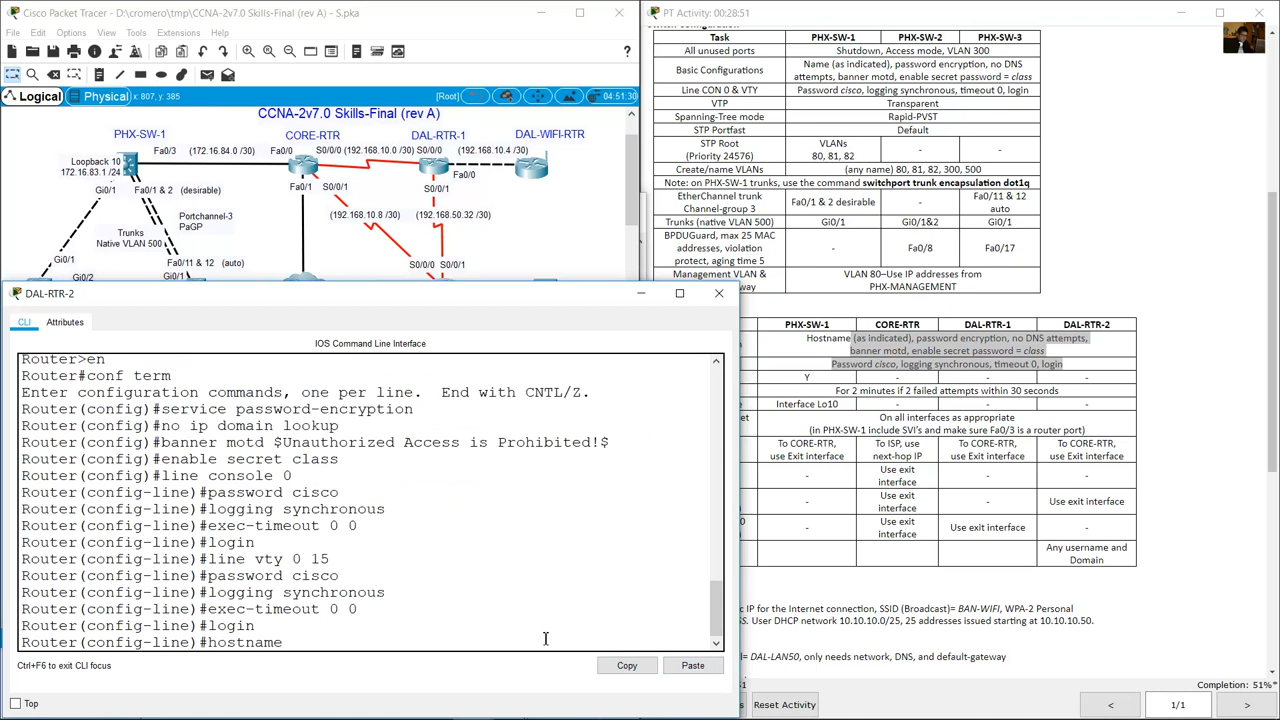 Cisco Packet Tracer - D:\cromero\tmp\CCNA-2v7.0 Skills-Final (rev A) - S.pka
File Edit Options View Tools Extensions Help
?
Logical Physical x: 807, y: 385
[Root]
04:51:30
CCNA-2v7.0 Skills-Final (rev A)
PHX-SW-1
CORE-RTR
DAL-RTR-1
DAL-WIFI-RTR
Loopback 10
172.16.83.1 /24
Fa0/3
(172.16.84.0 /30)
S0/0/0
(192.168.10.0 /30)
S0/0/0
(192.168.10.4 /30)
Fa0/0
Gi0/1
Fa0/1 & 2
(desirable)
Fa0/1
S0/0/1
S0/0/1
Portchannel-3
PaGP
(192.168.10.8 /30)
(192.168.50.32 /30)
Trunks
Native VLAN 500
Gi0/2
Fa0/11 & 12
(auto)
Gi0/1
S0/0/0
S0/0/1
PT Activity: 00:28:51
Task PHX-SW-1 PHX-SW-2 PHX-SW-3
All unused ports Shutdown, Access mode, VLAN 300
Basic Configurations Name (as indicated), password encryption, no DNS
attempts, banner motd, enable secret password = class
Line CON 0 & VTY Password cisco, logging synchronous, timeout 0, login
VTP Transparent
Spanning-Tree mode Rapid-PVST
STP Portfast Default
STP Root
(Priority 24576)
VLANs
80, 81, 82
- -
Create/name VLANs (any name) 80, 81, 82, 300, 500
Note: on PHX-SW-1 trunks, use the command switchport trunk encapsulation dot1q
EtherChannel trunk
Channel-group 3
Fa0/1 & 2 desirable
-
Fa0/11 & 12
auto
Trunks (native VLAN 500) Gi0/1 Gi0/1&2 Gi0/1
BPDUGuard, max 25 MAC
addresses, violation
protect, aging time 5
- Fa0/8 Fa0/17
Management VLAN &
VLAN 80–Use IP addresses from
PHX-MANAGEMENT
PHX-SW-1 CORE-RTR DAL-RTR-1 DAL-RTR-2
Hostname (as indicated), password encryption, no DNS attempts,
banner motd, enable secret password = class
Password cisco, logging synchronous, timeout 0, login
Y - - -
For 2 minutes if 2 failed attempts within 30 seconds
Interface Lo10 - - -
On all interfaces as appropriate
(in PHX-SW-1 include SVI's and make sure Fa0/3 is a router port)
To CORE-RTR,
use Exit interface
To ISP, use
next-hop IP
To CORE-RTR,
use Exit interface
To CORE-RTR,
use Exit interface
-
Use exit
interface
- -
-
Use exit
interface
- Use exit interface
-
Use exit
interface
Use exit interface -
- - -
Any username and
Domain
IP for the Internet connection, SSID (Broadcast)= BAN-WIFI, WPA-2 Personal
User DHCP network 10.10.10.0/25, 25 addresses issued starting at 10.10.10.50.
= DAL-LAN50, only needs network, DNS, and default-gateway
Completion: 51%
Reset Activity
< 1/1 >
DAL-RTR-2
CLI Attributes
IOS Command Line Interface
Router>en
Router#conf term
Enter configuration commands, one per line. End with CNTL/Z.
Router(config)#service password-encryption
Router(config)#no ip domain lookup
Router(config)#banner motd $Unauthorized Access is Prohibited!$
Router(config)#enable secret class
Router(config)#line console 0
Router(config-line)#password cisco
Router(config-line)#logging synchronous
Router(config-line)#exec-timeout 0 0
Router(config-line)#login
Router(config-line)#line vty 0 15
Router(config-line)#password cisco
Router(config-line)#logging synchronous
Router(config-line)#exec-timeout 0 0
Router(config-line)#login
Router(config-line)#hostname
Ctrl+F6 to exit CLI focus
Copy Paste
Top